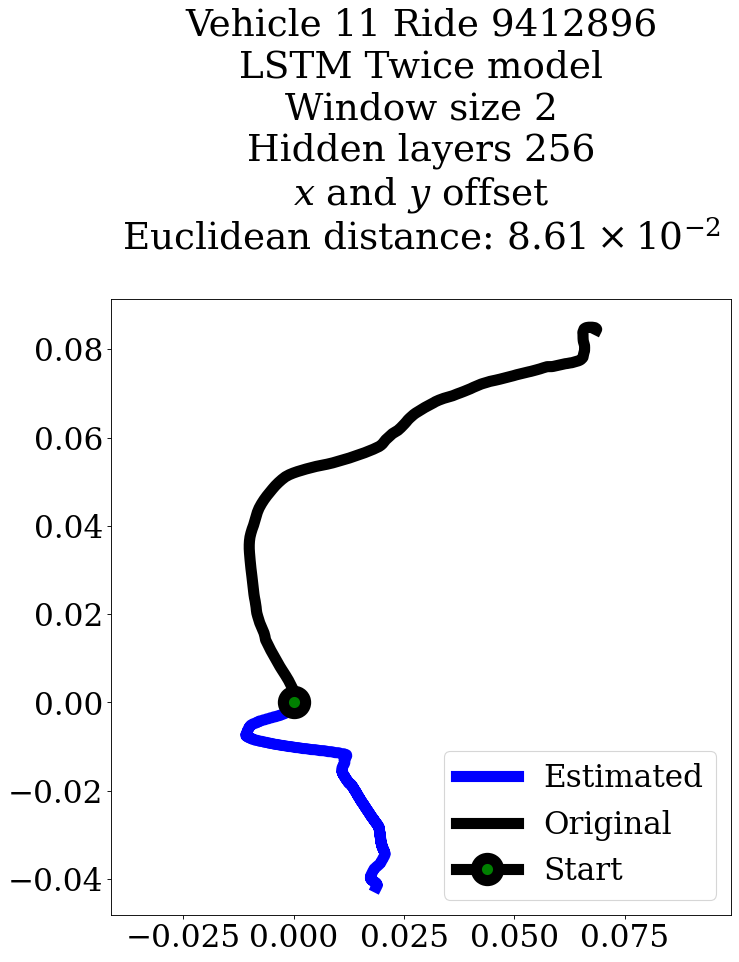 Vehicle 11 Ride 9412896
LSTM Twice model
Window size 2
Hidden layers 256
x and y offset
Euclidean distance: 8.61 × 10⁻²
0.08
0.06
0.04
0.02
0.00
−0.02
−0.04
Estimated
Original
Start
−0.025 0.000 0.025 0.050 0.075